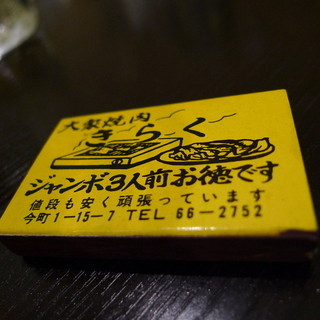 大衆焼肉
きらく
ジャンボ3人前お徳です
値段も安く頑張っています
今町1-15-7 TEL 66-2752